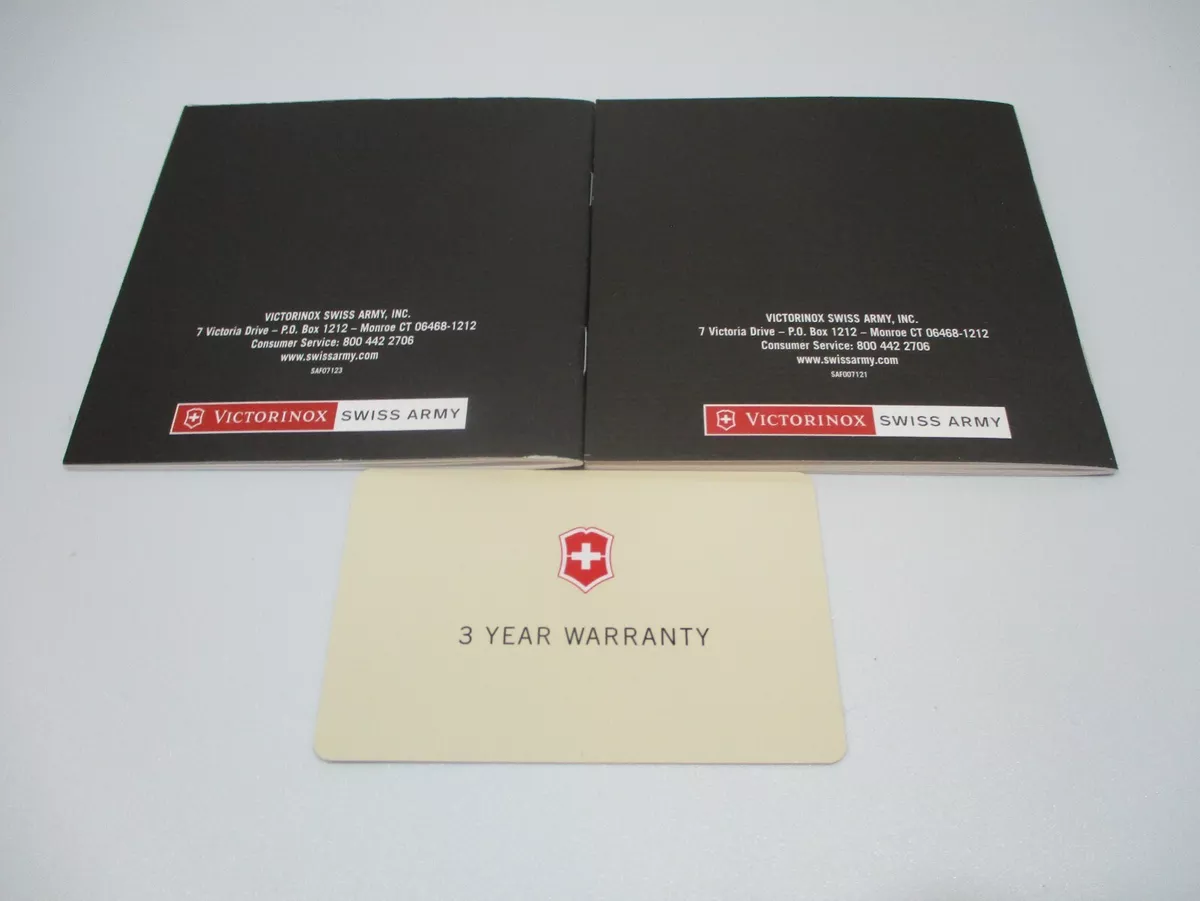 VICTORINOX SWISS ARMY, INC.
7 Victoria Drive – P.O. Box 1212 – Monroe CT 06468-1212
Consumer Service: 800 442 2706
www.swissarmy.com
SAF07123
VICTORINOX SWISS ARMY
VICTORINOX SWISS ARMY, INC.
7 Victoria Drive – P.O. Box 1212 – Monroe CT 06468-1212
Consumer Service: 800 442 2706
www.swissarmy.com
SAF007121
VICTORINOX SWISS ARMY
3 YEAR WARRANTY